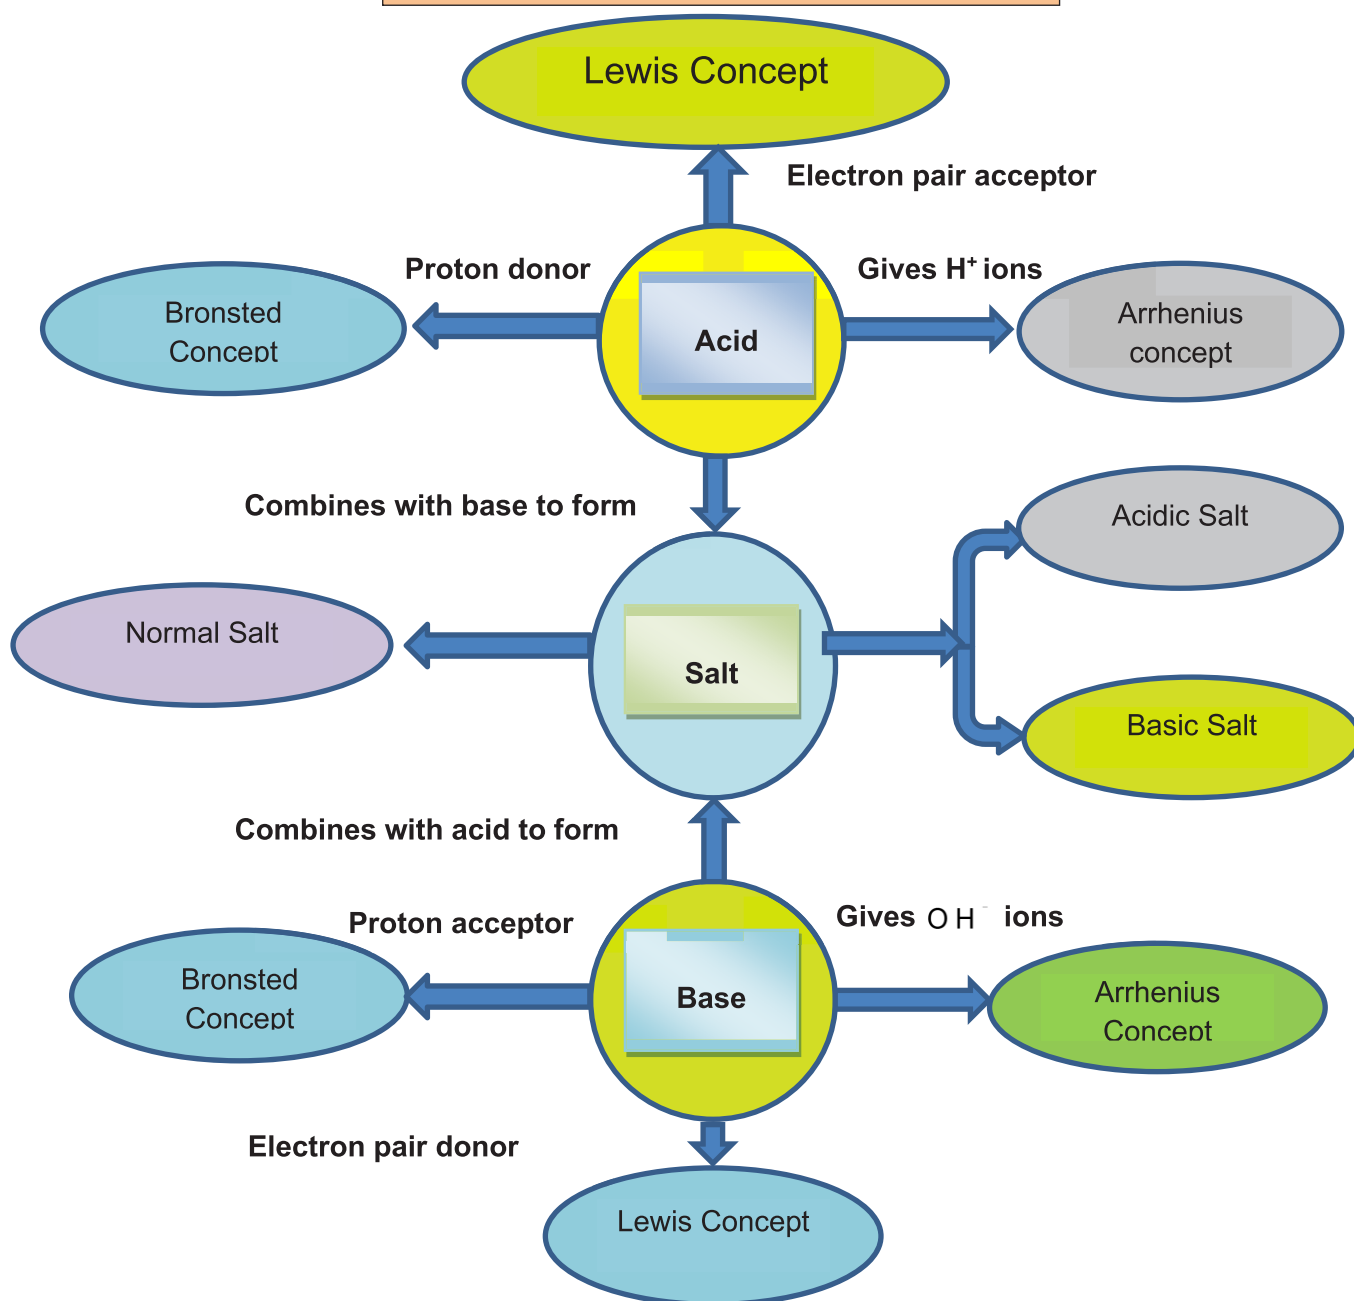 Lewis Concept
Electron pair acceptor
Proton donor
Gives H⁺ ions
Bronsted
Concept
Acid
Arrhenius
concept
Combines with base to form
Acidic Salt
Normal Salt
Salt
Basic Salt
Combines with acid to form
Proton acceptor
Gives OH⁻ ions
Bronsted
Concept
Base
Arrhenius
Concept
Electron pair donor
Lewis Concept